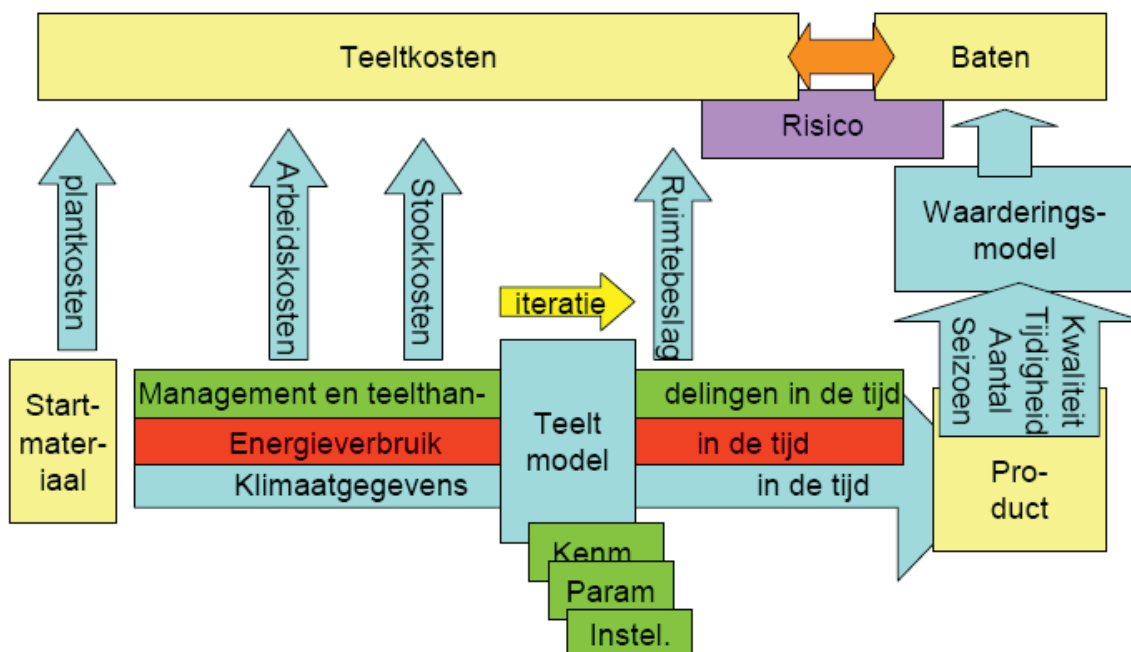 Teeltkosten
Baten
Risico
plantkosten
Arbeidskosten
Stookkosten
Ruimtebeslag
Waarderings-
model
iteratie
Kwaliteit
Tijdigheid
Aantal
Seizoen
Start-
mater-
iaal
Management en teelthan-
delingen in de tijd
Energieverbruik
in de tijd
Klimaatgegevens
in de tijd
Teelt
model
Pro-
duct
Kenm
Param
Instel.